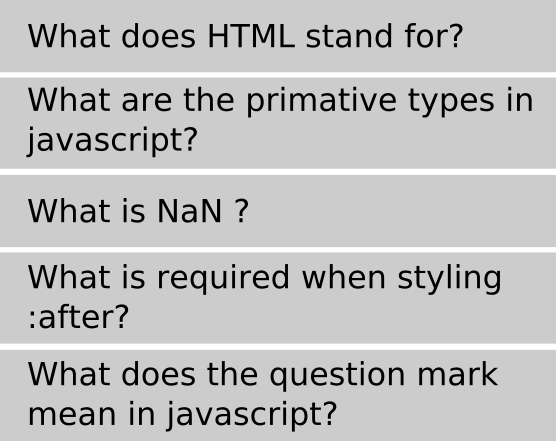 What does HTML stand for?
What are the primative types in
javascript?
What is NaN ?
What is required when styling
:after?
What does the question mark
mean in javascript?